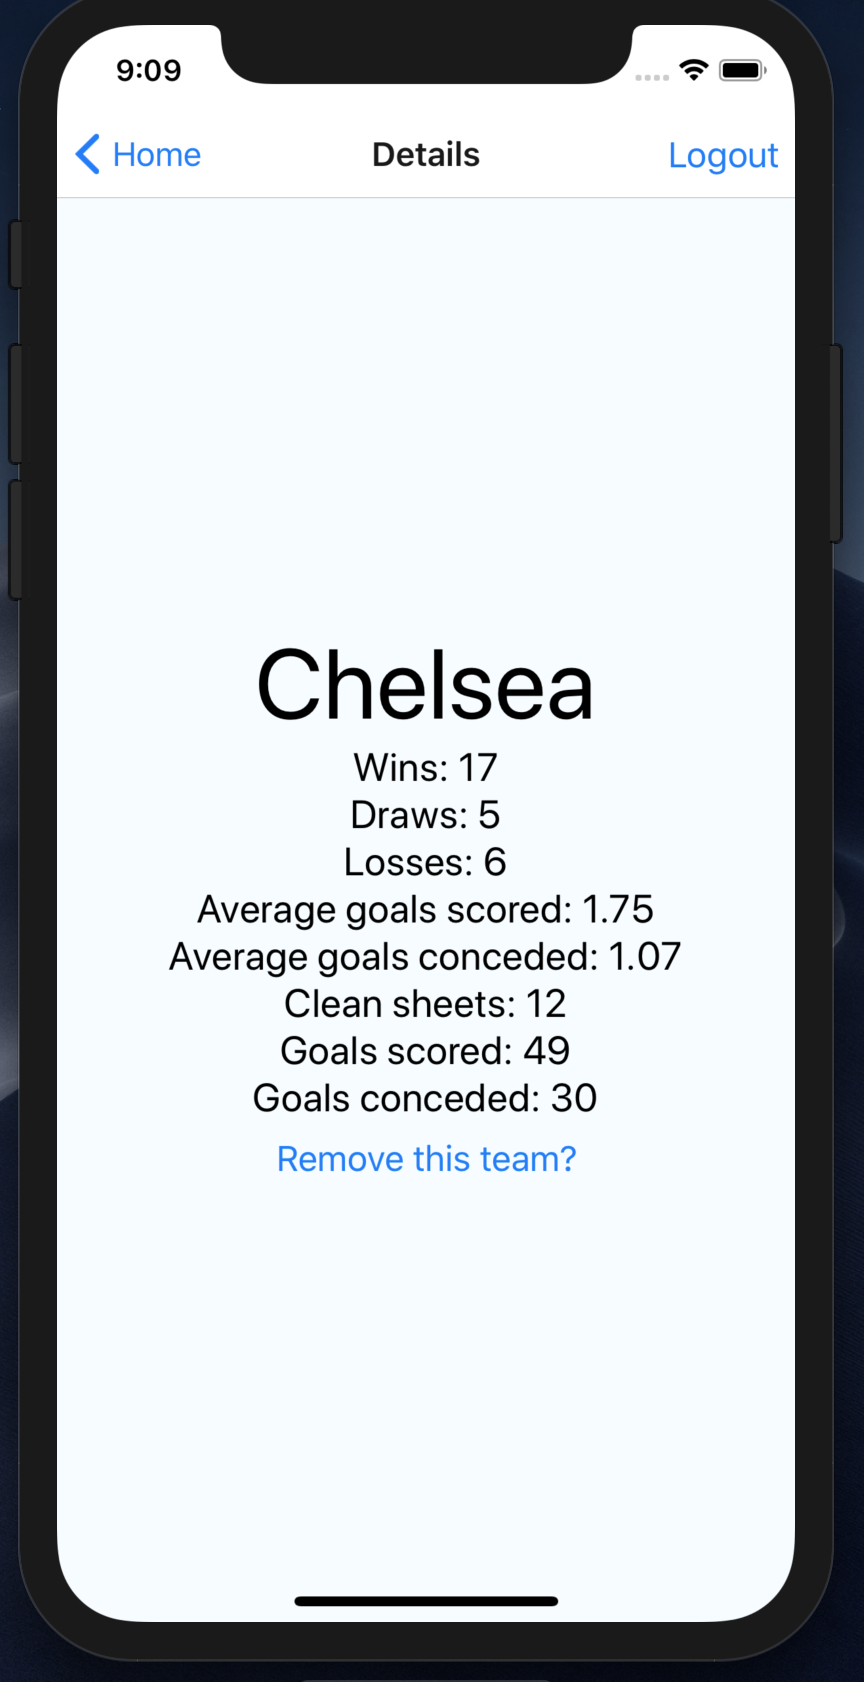 9:09
Home Details Logout
Chelsea
Wins: 17
Draws: 5
Losses: 6
Average goals scored: 1.75
Average goals conceded: 1.07
Clean sheets: 12
Goals scored: 49
Goals conceded: 30
Remove this team?